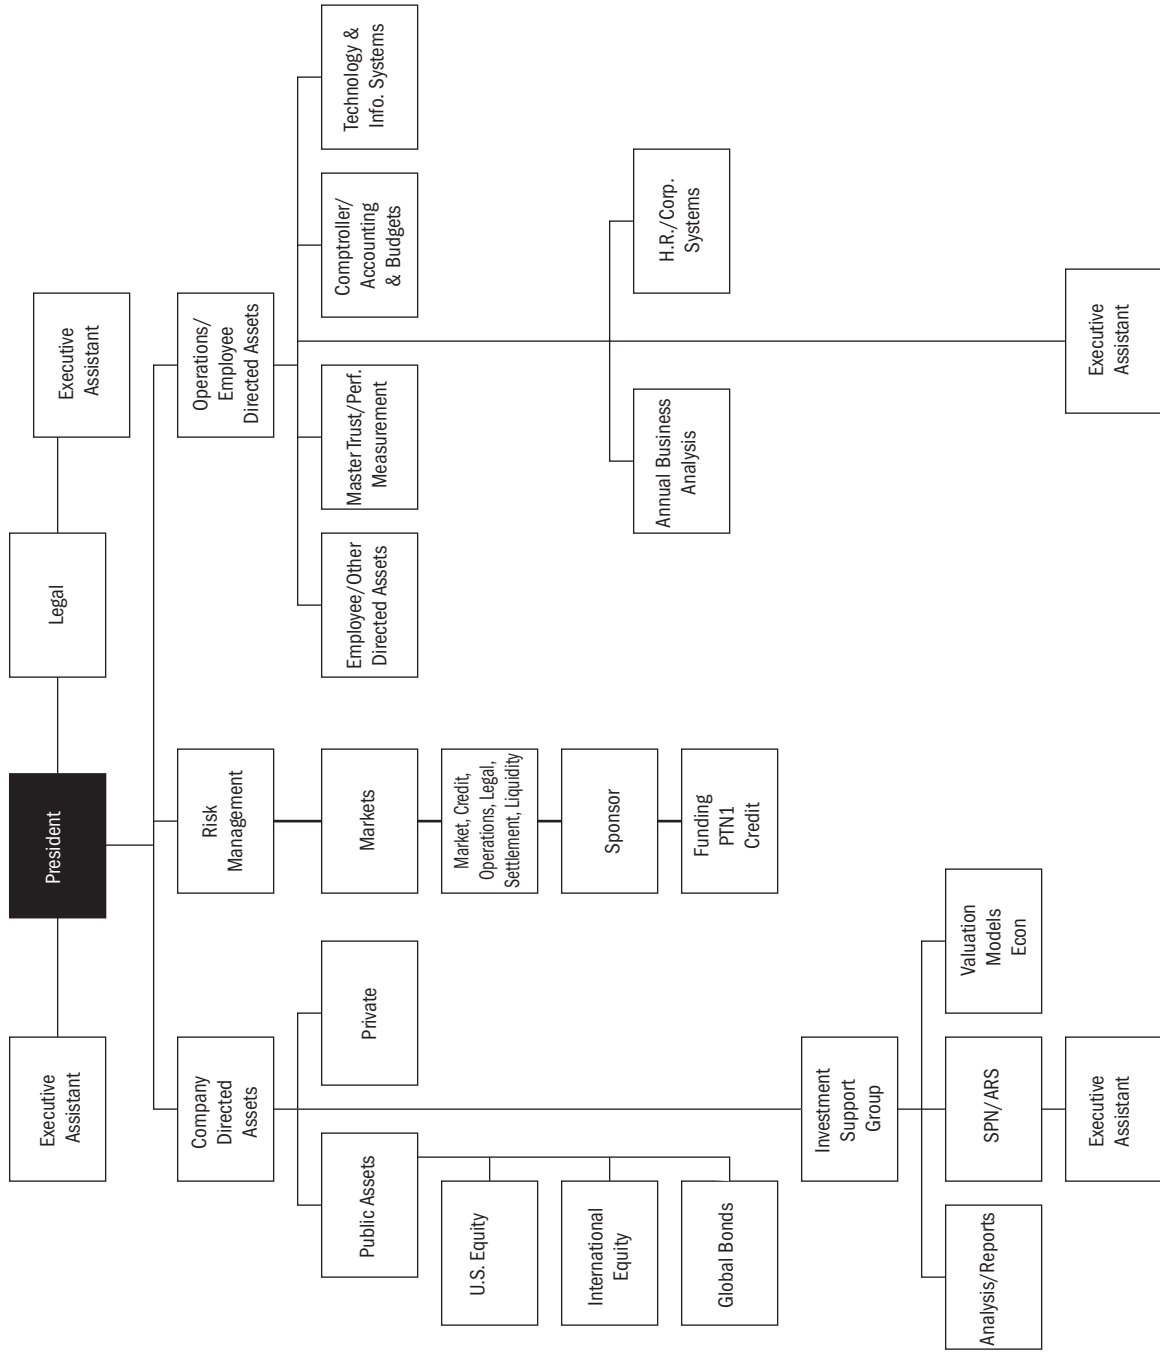 Executive
Assistant
President
Legal
Executive
Assistant
Company
Directed
Assets
Risk
Management
Operations/
Employee
Directed Assets
Public Assets
Private
Markets
Employee/Other
Directed Assets
Master Trust/Perf.
Measurement
Comptroller/
Accounting
& Budgets
Technology &
Info. Systems
U.S. Equity
Market, Credit,
Operations, Legal,
Settlement, Liquidity
International
Equity
Sponsor
Annual Business
Analysis
H.R./Corp.
Systems
Global Bonds
Funding
PTN1
Credit
Investment
Support
Group
Analysis/Reports
SPN/ARS
Valuation
Models
Econ
Executive
Assistant
Executive
Assistant